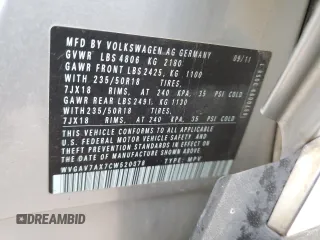 MFD. BY VOLKSWAGEN AG GERMANY
GVWR LBS 4806 KG 2180 09/11
GAWR FRONT LBS 2425, KG 1100
WITH 235/50R18 TIRES,
7JX18 RIMS, AT 240 KPA, 35 PSI COLD
GAWR REAR LBS 2491, KG 1130
WITH 235/50R18 TIRES,
7JX18 RIMS, AT 240 KPA, 35 PSI COLD
THIS VEHICLE CONFORMS TO ALL APPLICABLE
U.S. FEDERAL MOTOR VEHICLE SAFETY, BUMPER AND
THEFT PREVENTION STANDARDS IN EFFECT ON THE
DATE OF MANUFACTURE SHOWN ABOVE.
TYPE: MPV
DREAMBID
DREAMBID.COM